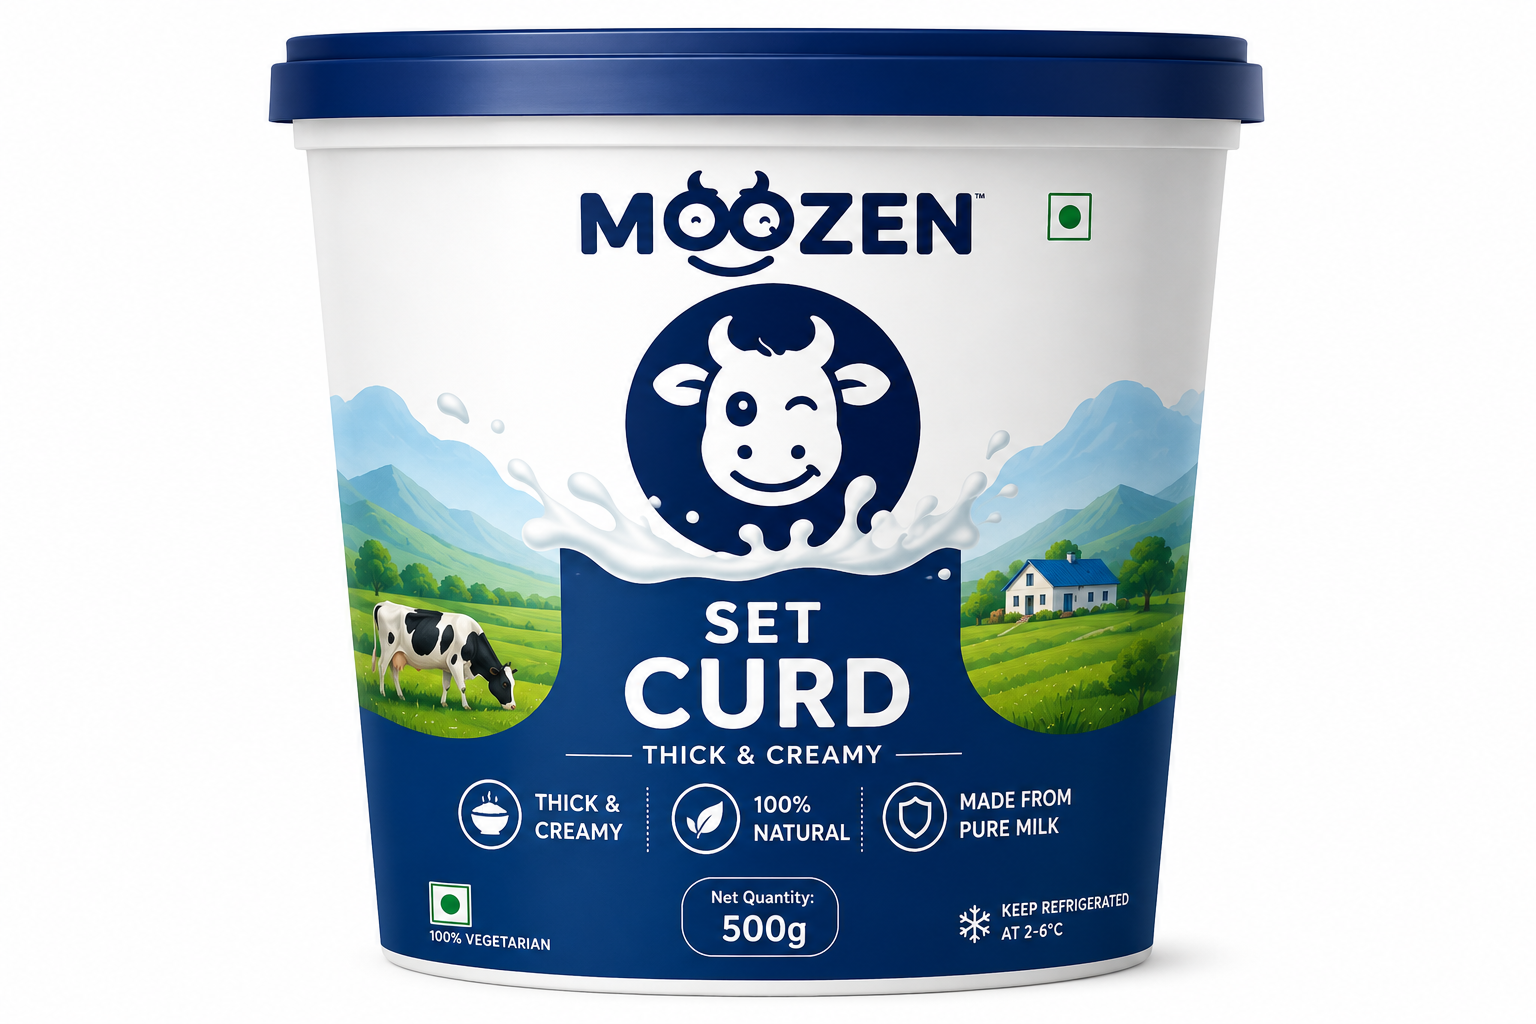 MOOZEN™
SET
CURD
THICK & CREAMY
THICK &
CREAMY
100%
NATURAL
MADE FROM
PURE MILK
100% VEGETARIAN
Net Quantity:
500g
KEEP REFRIGERATED
AT 2-6°C